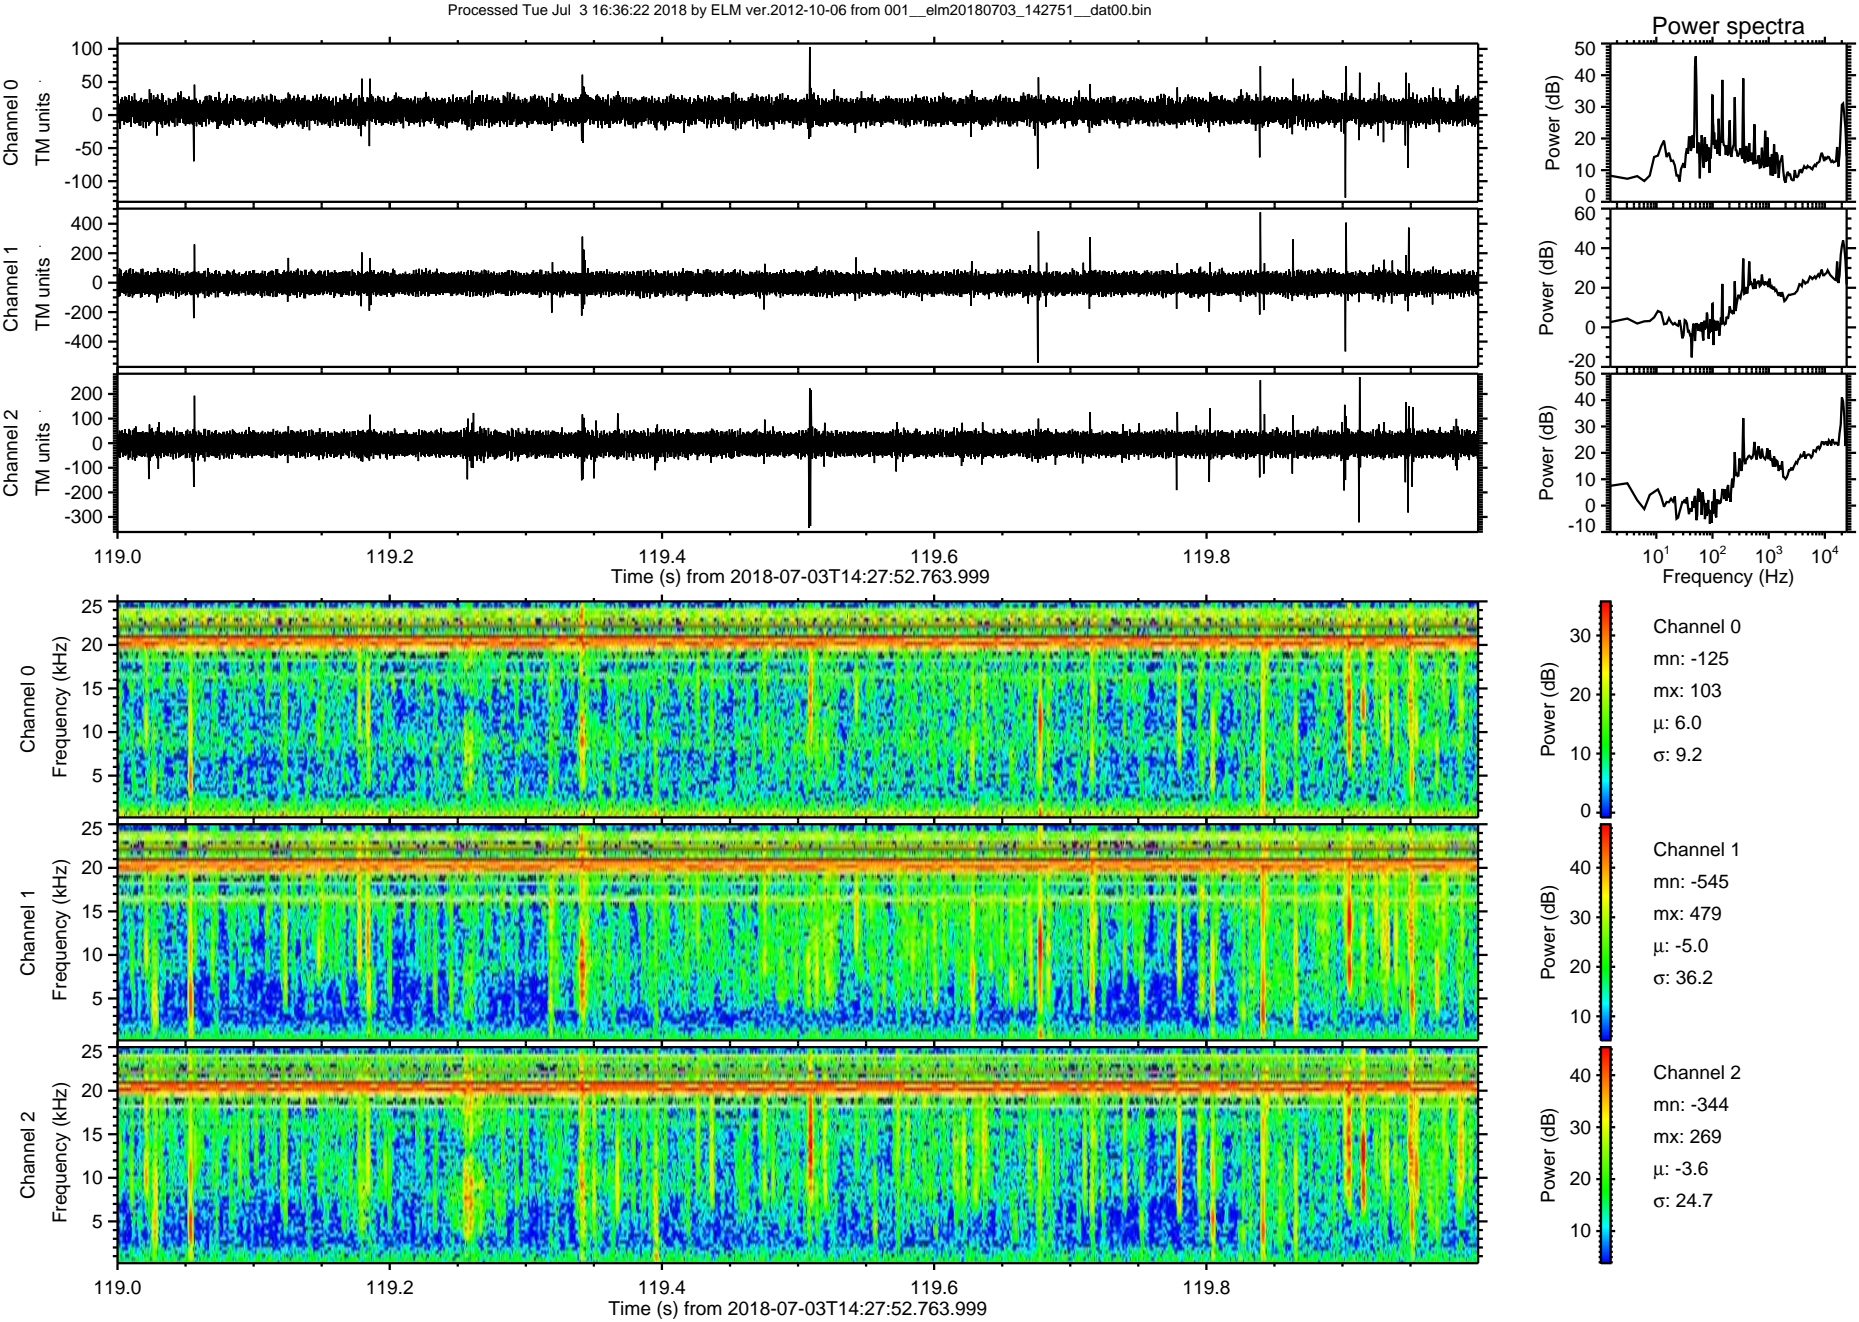 Processed Tue Jul  3 16:36:22 2018 by ELM ver.2012-10-06 from 001__elm20180703_142751__dat00.bin
Power spectra
Channel 0
TM units
100
50
0
-50
-100
Power (dB)
50
40
30
20
10
0
Channel 1
TM units
400
200
0
-200
-400
Power (dB)
60
40
20
0
-20
Channel 2
TM units
200
100
0
-100
-200
-300
Power (dB)
50
40
30
20
10
0
-10
119.0 119.2 119.4 119.6 119.8
Time (s) from 2018-07-03T14:27:52.763.999
10^1 10^2 10^3 10^4
Frequency (Hz)
Channel 0
Frequency (kHz)
25
20
15
10
5
Power (dB)
30
20
10
0
Channel 0
mn: -125
mx: 103
μ: 6.0
σ: 9.2
Channel 1
Frequency (kHz)
25
20
15
10
5
Power (dB)
40
30
20
10
Channel 1
mn: -545
mx: 479
μ: -5.0
σ: 36.2
Channel 2
Frequency (kHz)
25
20
15
10
5
Power (dB)
40
30
20
10
Channel 2
mn: -344
mx: 269
μ: -3.6
σ: 24.7
119.0 119.2 119.4 119.6 119.8
Time (s) from 2018-07-03T14:27:52.763.999